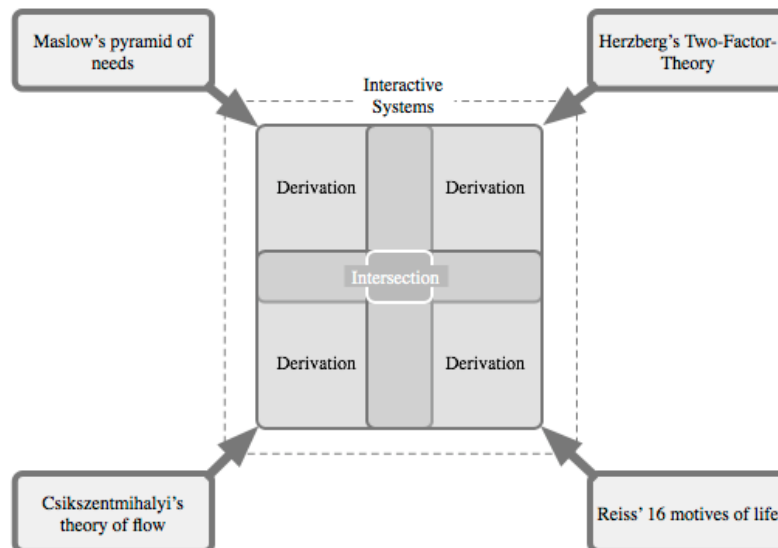 Maslow's pyramid of
needs
Herzberg's Two-Factor-
Theory
Interactive
Systems
Derivation
Derivation
Intersection
Derivation
Derivation
Csikszentmihalyi's
theory of flow
Reiss' 16 motives of life